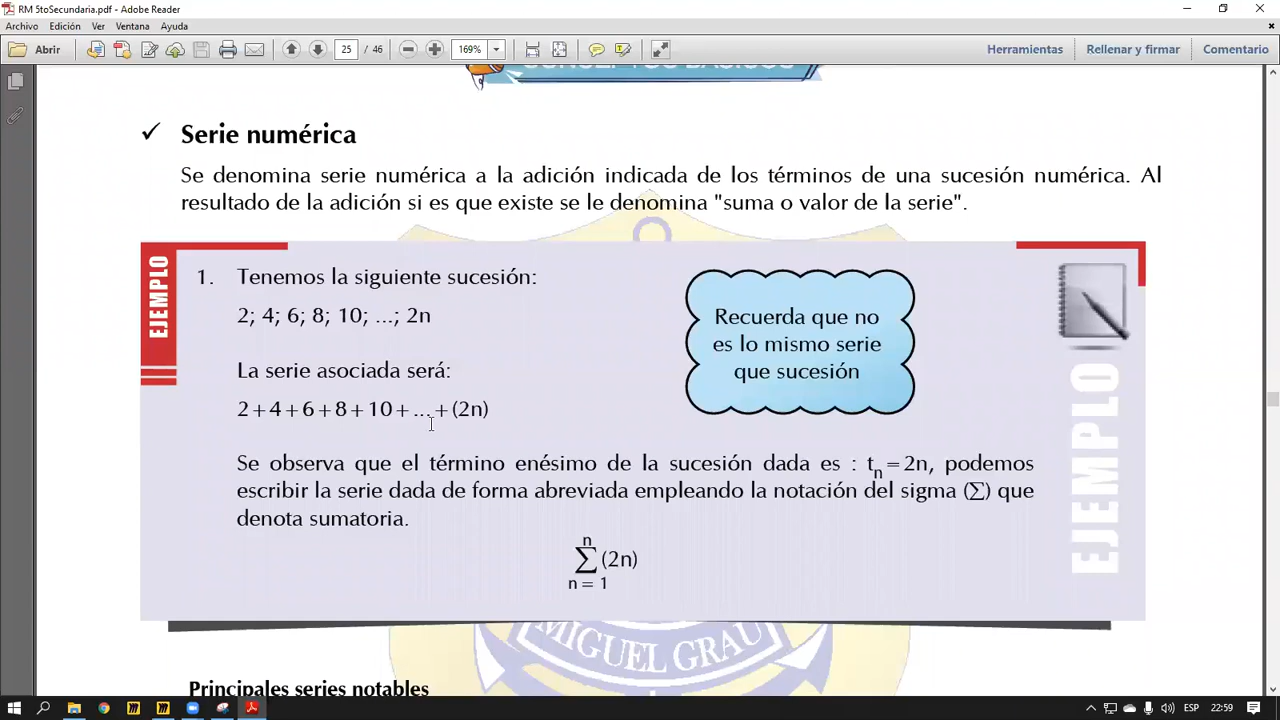 RM 5toSecundaria.pdf - Adobe Reader
Archivo Edición Ver Ventana Ayuda
Abrir 25 / 46 169% Herramientas Rellenar y firmar Comentario
CONCEPTOS BÁSICOS
✓ Serie numérica
Se denomina serie numérica a la adición indicada de los términos de una sucesión numérica. Al
resultado de la adición si es que existe se le denomina "suma o valor de la serie".
EJEMPLO
1. Tenemos la siguiente sucesión:
2; 4; 6; 8; 10; ...; 2n
La serie asociada será:
2+4+6+8+10+...+(2n)
Recuerda que no
es lo mismo serie
que sucesión
Se observa que el término enésimo de la sucesión dada es : tn=2n, podemos
escribir la serie dada de forma abreviada empleando la notación del sigma (∑) que
denota sumatoria.
n
∑ (2n)
n = 1
EJEMPLO
MIGUEL GRAU
Principales series notables
ESP 22:59